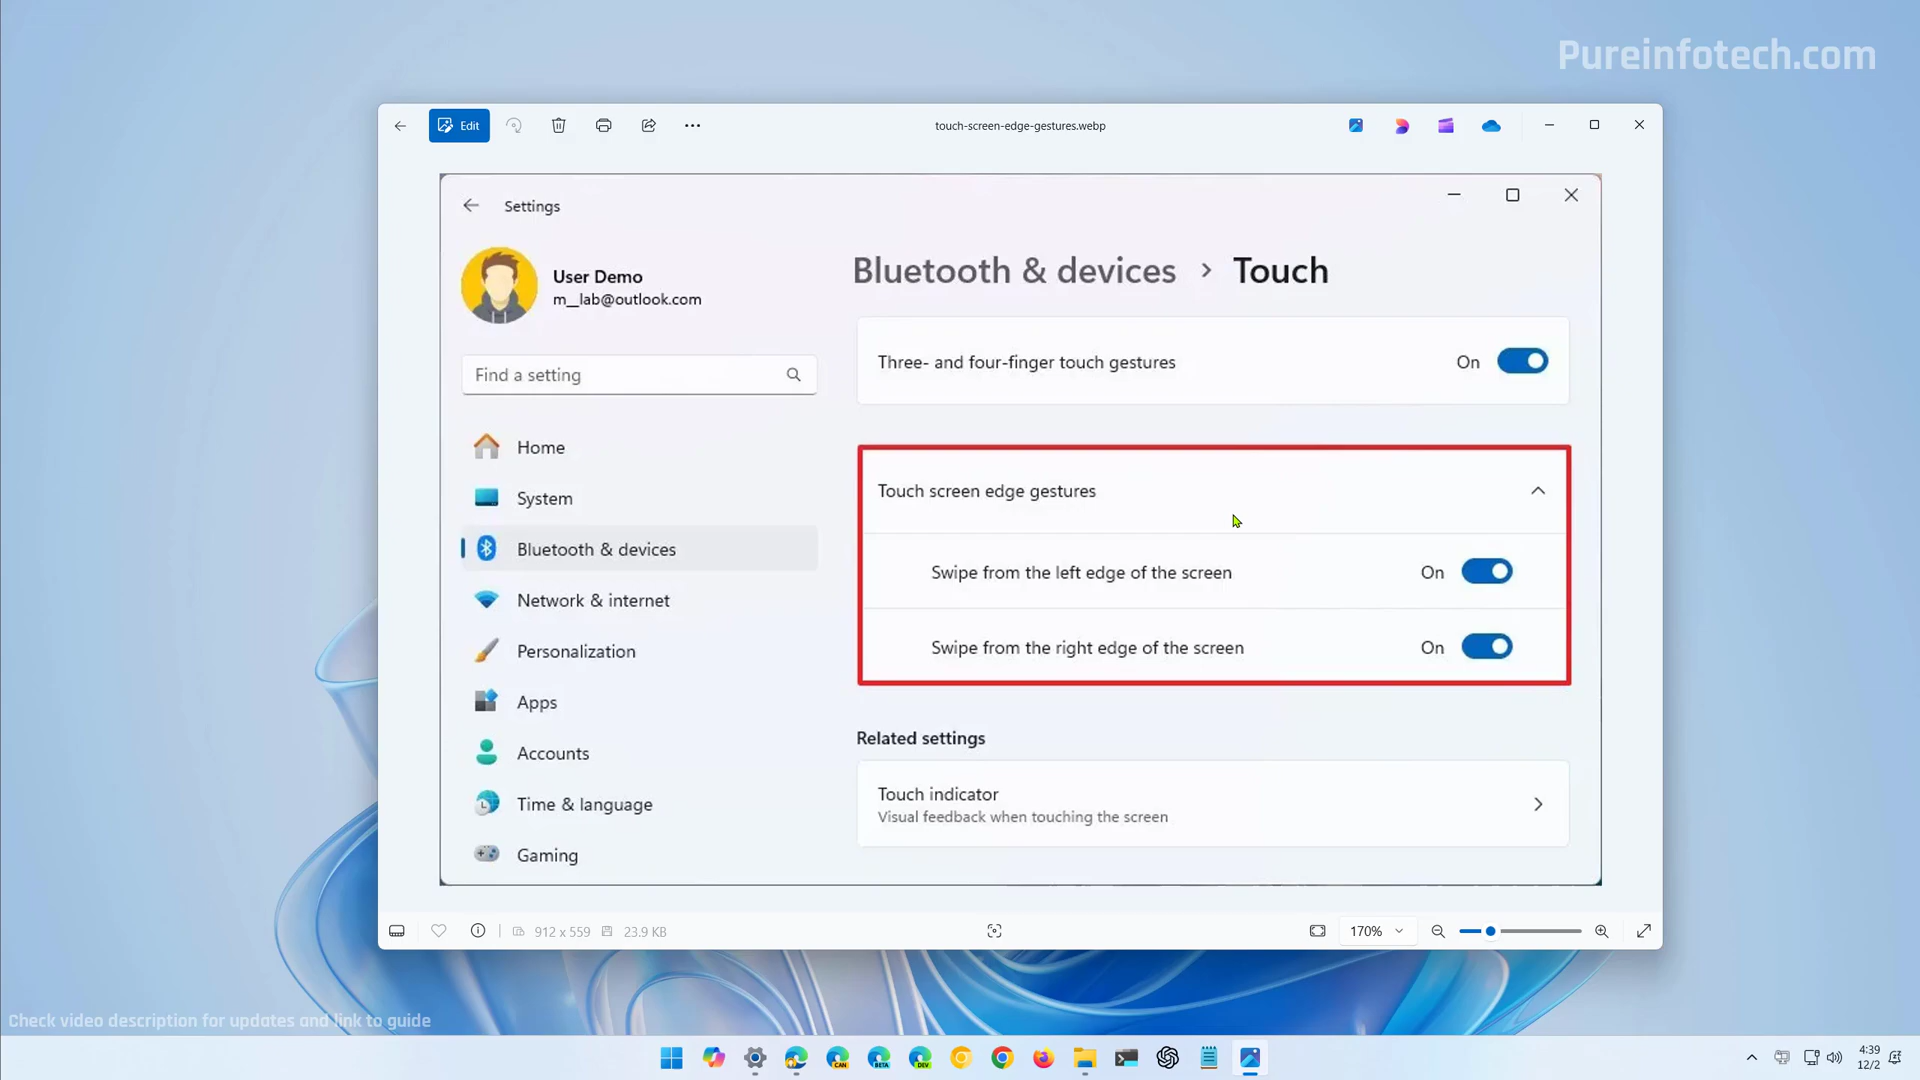 Pureinfotech.com
Edit
touch-screen-edge-gestures.webp
Settings
User Demo
m__lab@outlook.com
Find a setting
Home
System
Bluetooth & devices
Network & internet
Personalization
Apps
Accounts
Time & language
Gaming
Bluetooth & devices > Touch
Three- and four-finger touch gestures On
Touch screen edge gestures
Swipe from the left edge of the screen On
Swipe from the right edge of the screen On
Related settings
Touch indicator
Visual feedback when touching the screen
912 x 559 23.9 KB
170%
Check video description for updates and link to guide
CAN
BETA
DEV
4:39
12/2